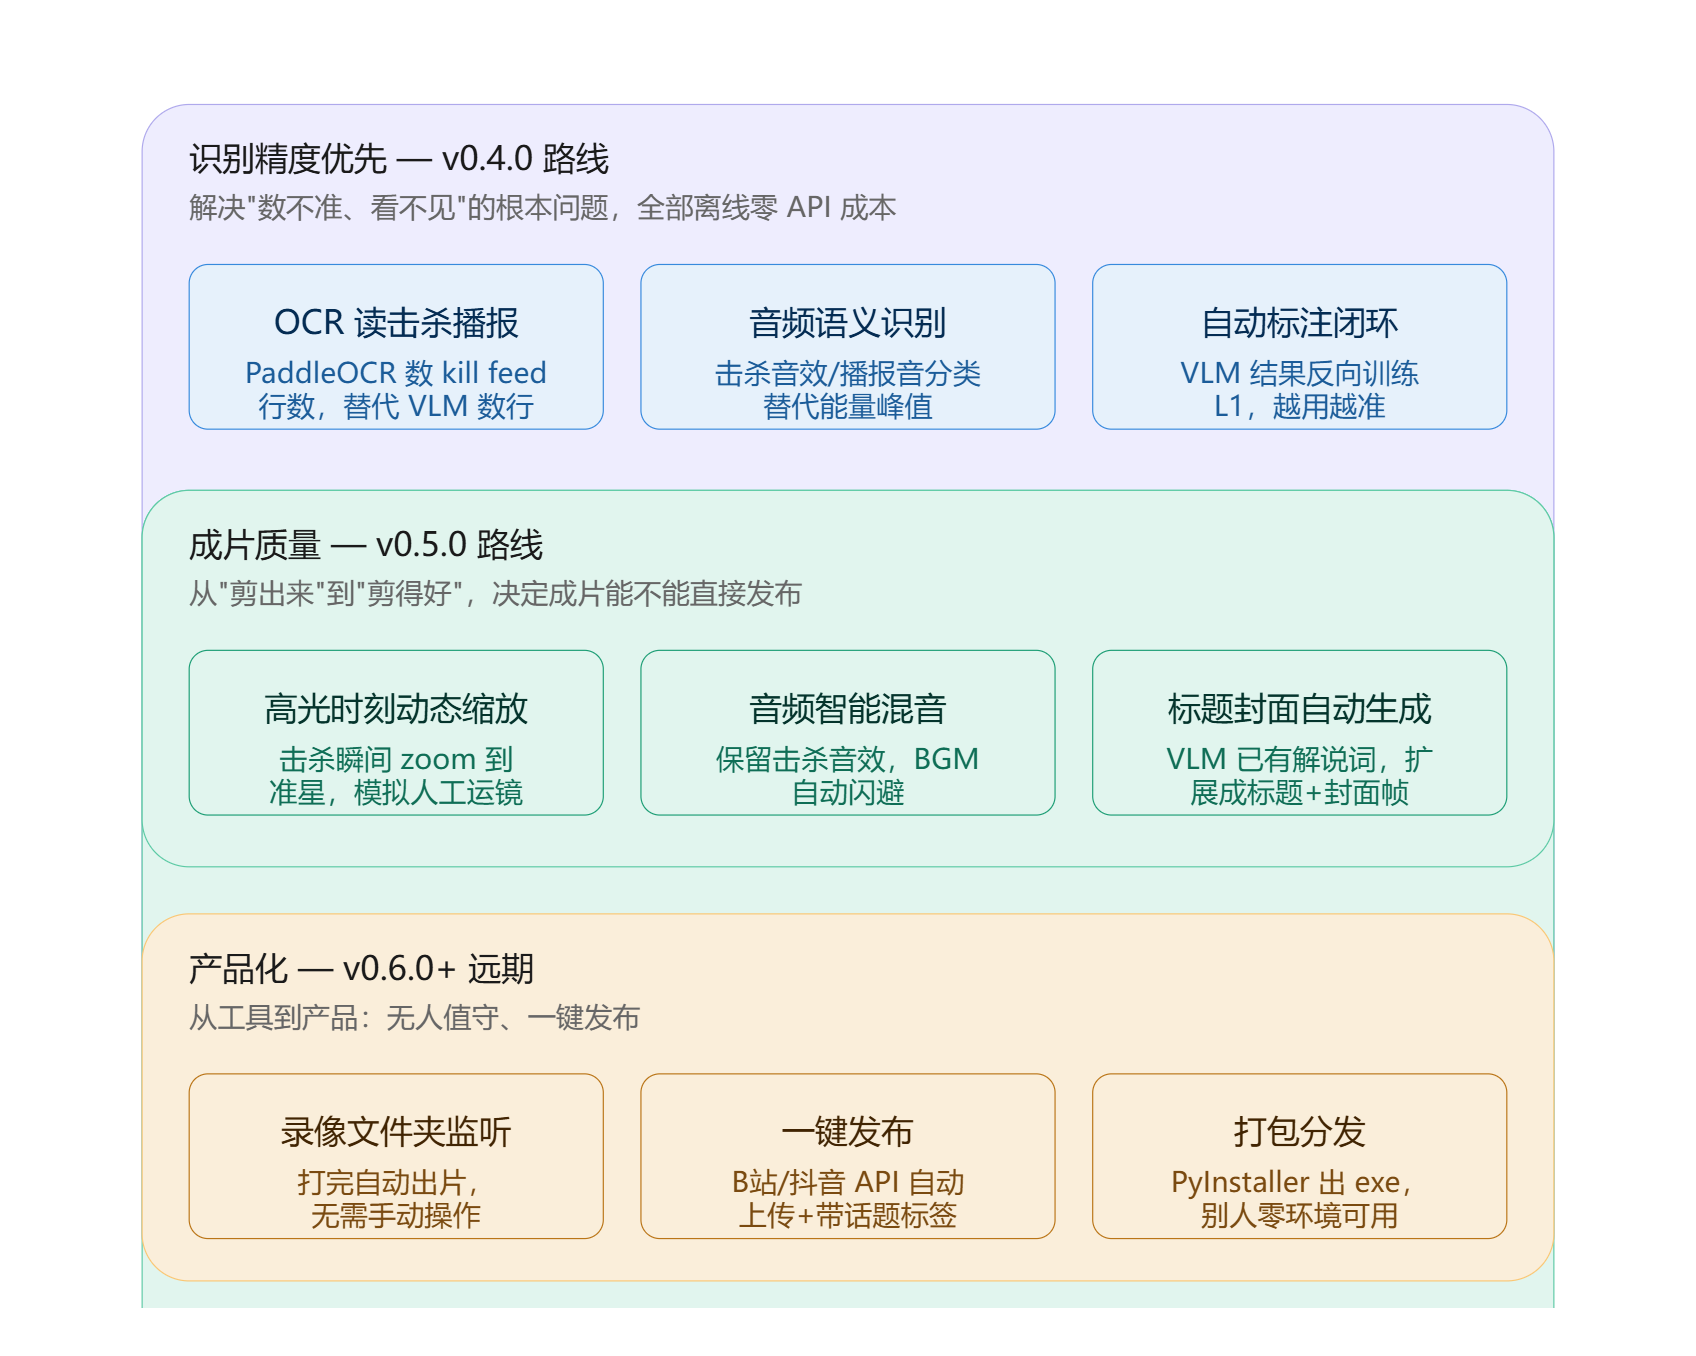 识别精度优先 — v0.4.0 路线
解决"数不准、看不见"的根本问题，全部离线零 API 成本
OCR 读击杀播报
PaddleOCR 数 kill feed
行数，替代 VLM 数行
音频语义识别
击杀音效/播报音分类
替代能量峰值
自动标注闭环
VLM 结果反向训练
L1，越用越准
成片质量 — v0.5.0 路线
从"剪出来"到"剪得好"，决定成片能不能直接发布
高光时刻动态缩放
击杀瞬间 zoom 到
准星，模拟人工运镜
音频智能混音
保留击杀音效，BGM
自动闪避
标题封面自动生成
VLM 已有解说词，扩
展成标题+封面帧
产品化 — v0.6.0+ 远期
从工具到产品：无人值守、一键发布
录像文件夹监听
打完自动出片，
无需手动操作
一键发布
B站/抖音 API 自动
上传+带话题标签
打包分发
PyInstaller 出 exe，
别人零环境可用